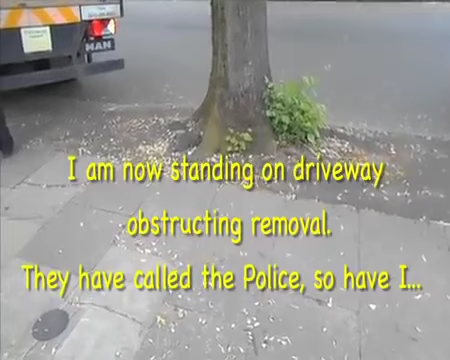 MAN
I am now standing on driveway
obstructing removal.
They have called the Police, so have I...